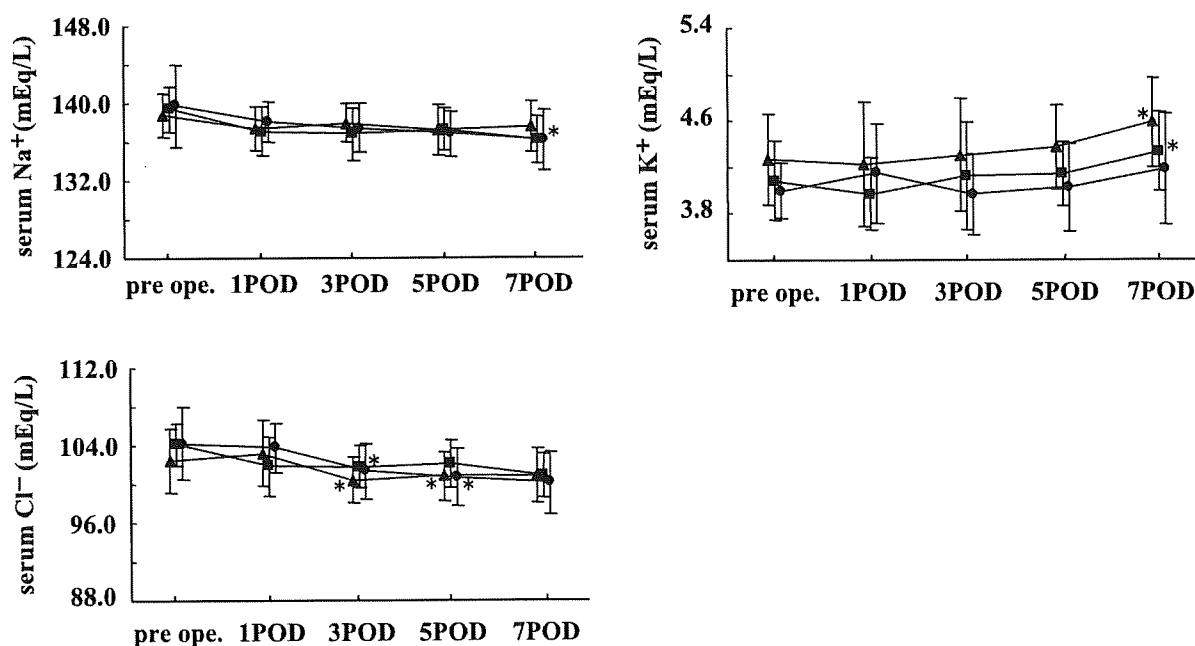 serum Na+ (mEq/L)
148.0
140.0
132.0
124.0
*
pre ope. 1POD 3POD 5POD 7POD
serum K+ (mEq/L)
5.4
4.6
3.8
*
*
pre ope. 1POD 3POD 5POD 7POD
serum Cl− (mEq/L)
112.0
104.0
96.0
88.0
*
* * *
pre ope. 1POD 3POD 5POD 7POD